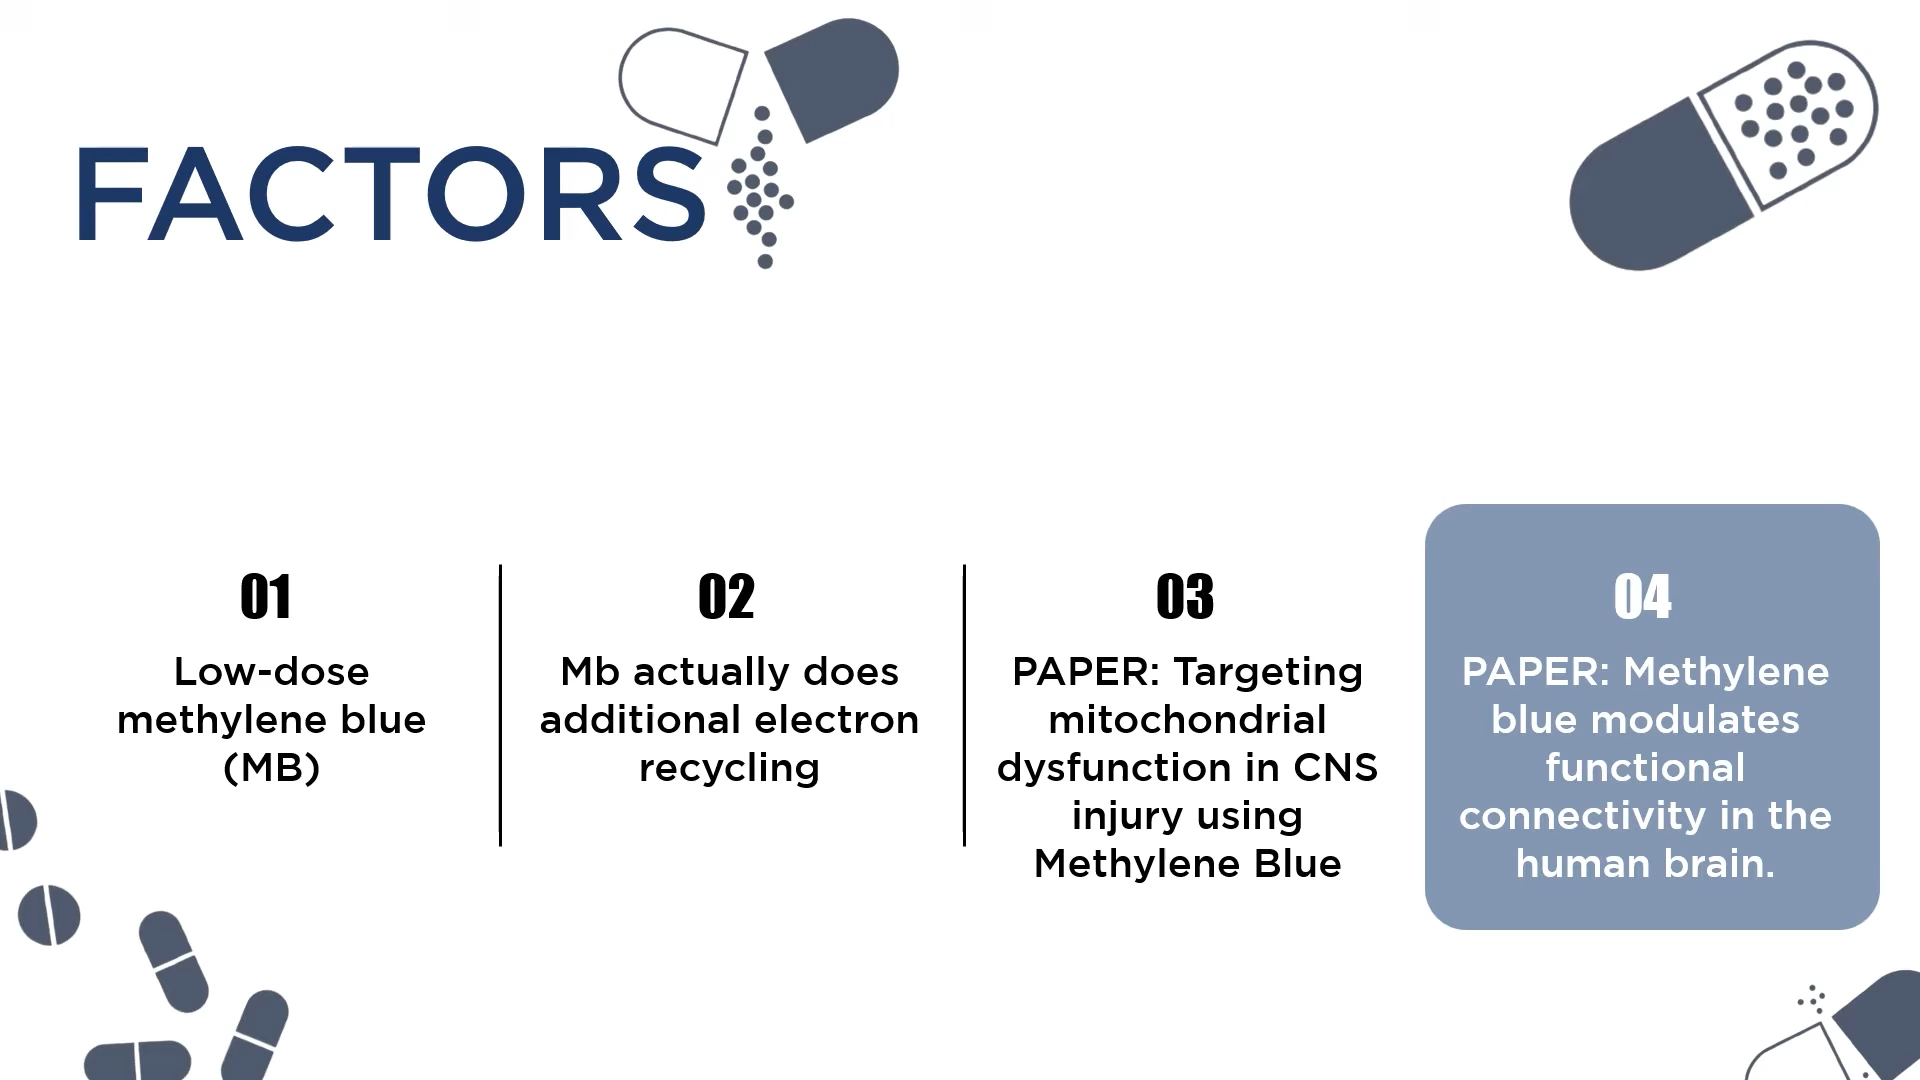 FACTORS
01
Low-dose
methylene blue
(MB)
02
Mb actually does
additional electron
recycling
03
PAPER: Targeting
mitochondrial
dysfunction in CNS
injury using
Methylene Blue
04
PAPER: Methylene
blue modulates
functional
connectivity in the
human brain.